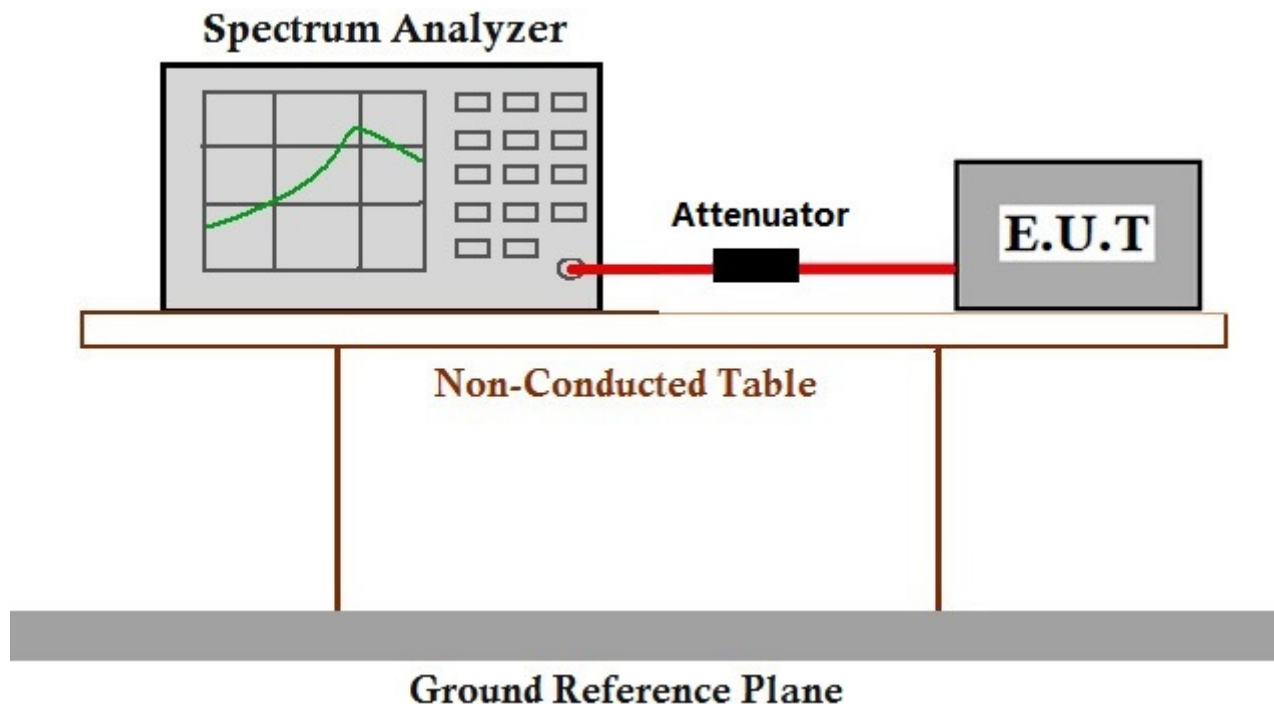 Spectrum Analyzer
Attenuator
E.U.T
Non-Conducted Table
Ground Reference Plane